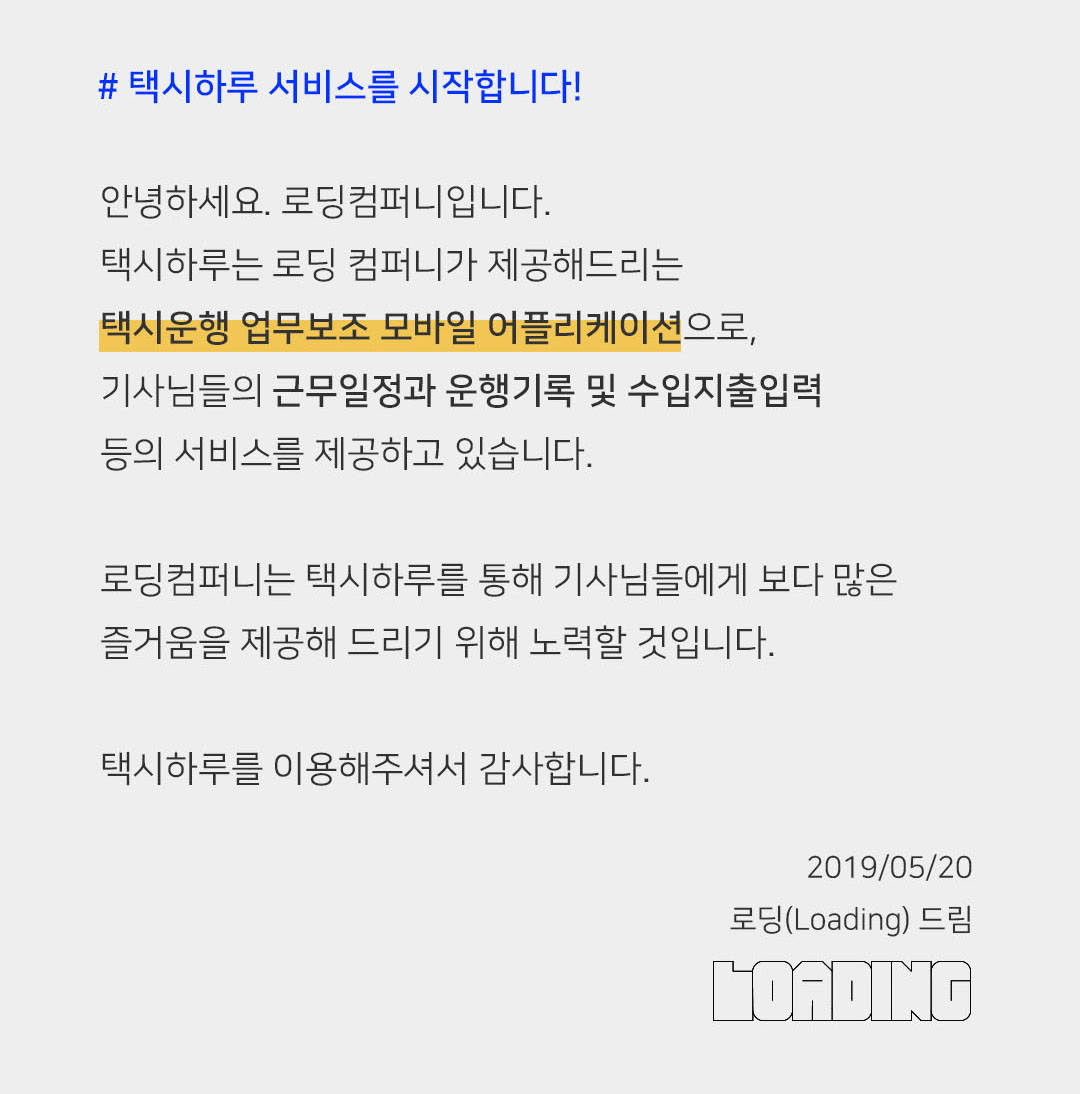 # 택시하루 서비스를 시작합니다!
안녕하세요. 로딩컴퍼니입니다.
택시하루는 로딩 컴퍼니가 제공해드리는
택시운행 업무보조 모바일 어플리케이션으로,
기사님들의 근무일정과 운행기록 및 수입지출입력
등의 서비스를 제공하고 있습니다.
로딩컴퍼니는 택시하루를 통해 기사님들에게 보다 많은
즐거움을 제공해 드리기 위해 노력할 것입니다.
택시하루를 이용해주셔서 감사합니다.
2019/05/20
로딩(Loading) 드림
LOADING